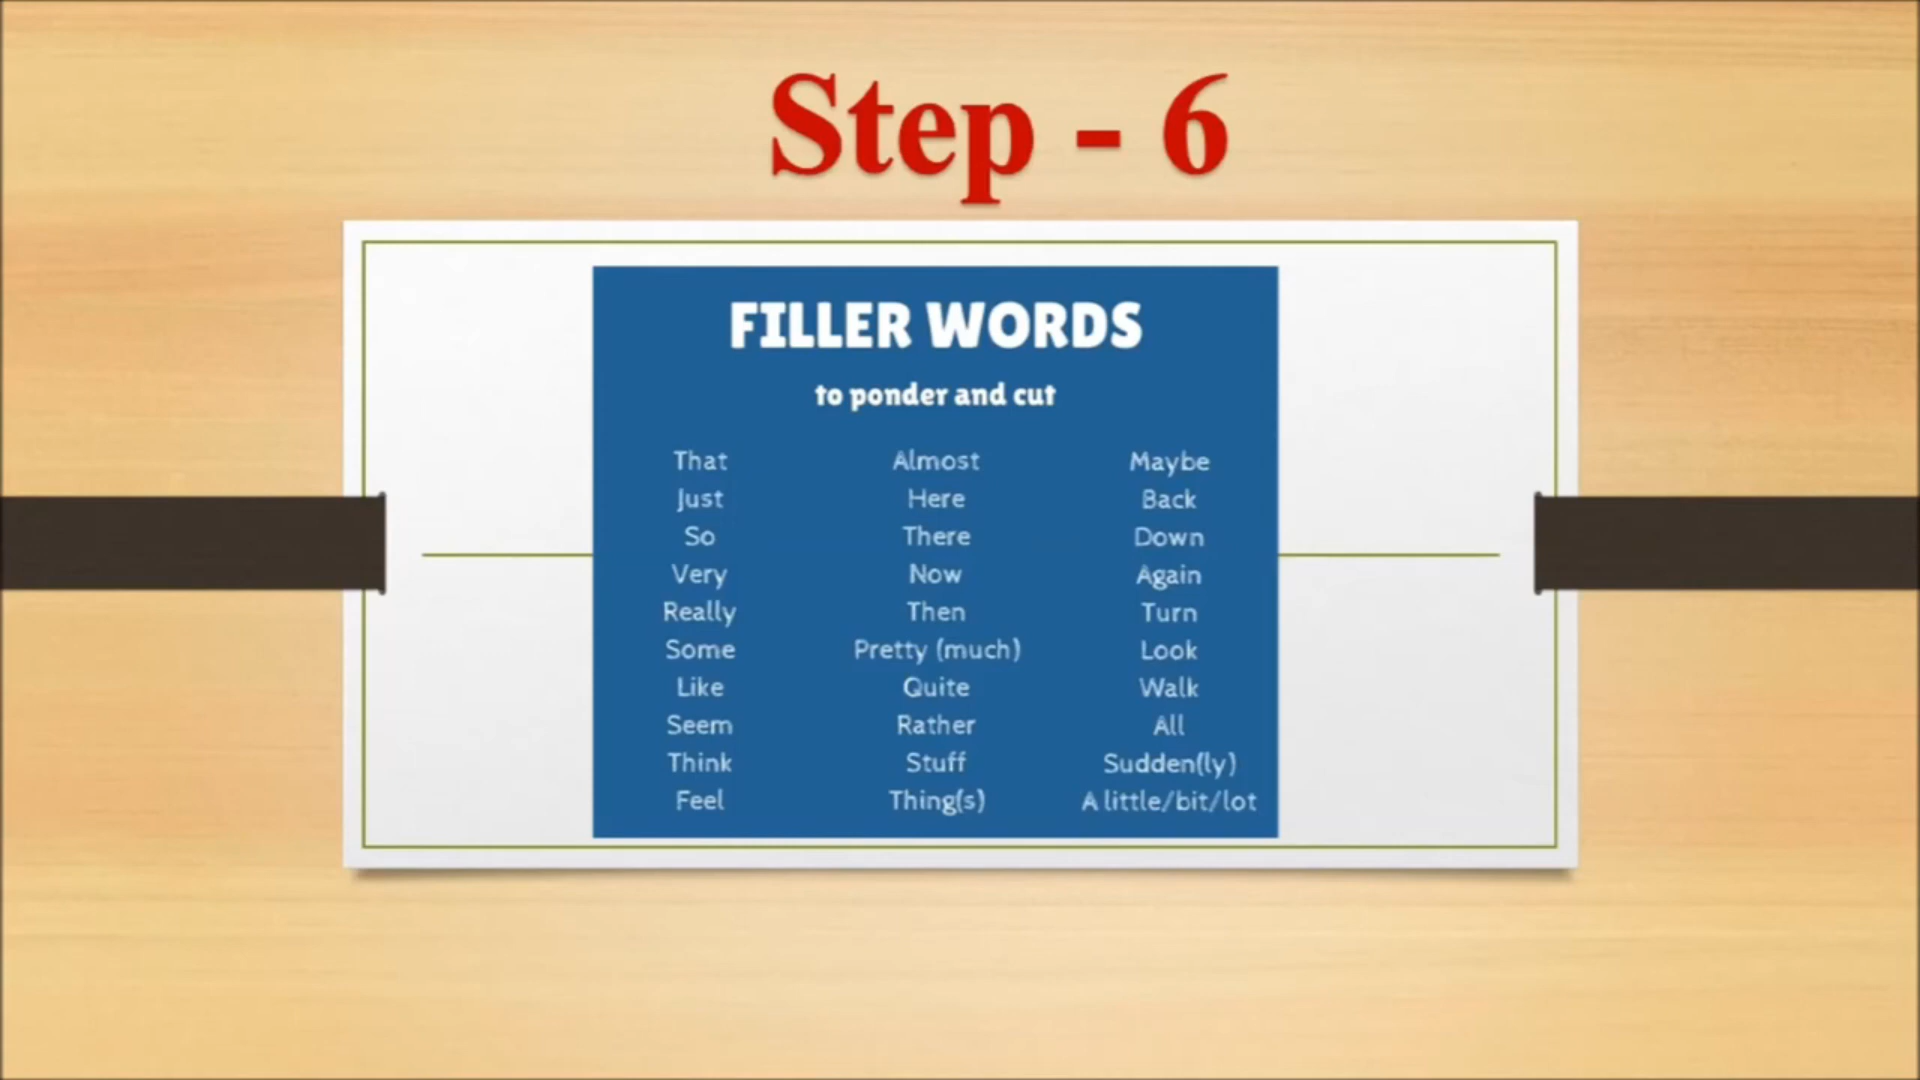 Step - 6
FILLER WORDS
to ponder and cut
That Almost Maybe
Just Here Back
So There Down
Very Now Again
Really Then Turn
Some Pretty (much) Look
Like Quite Walk
Seem Rather All
Think Stuff Sudden(ly)
Feel Thing(s) A little/bit/lot